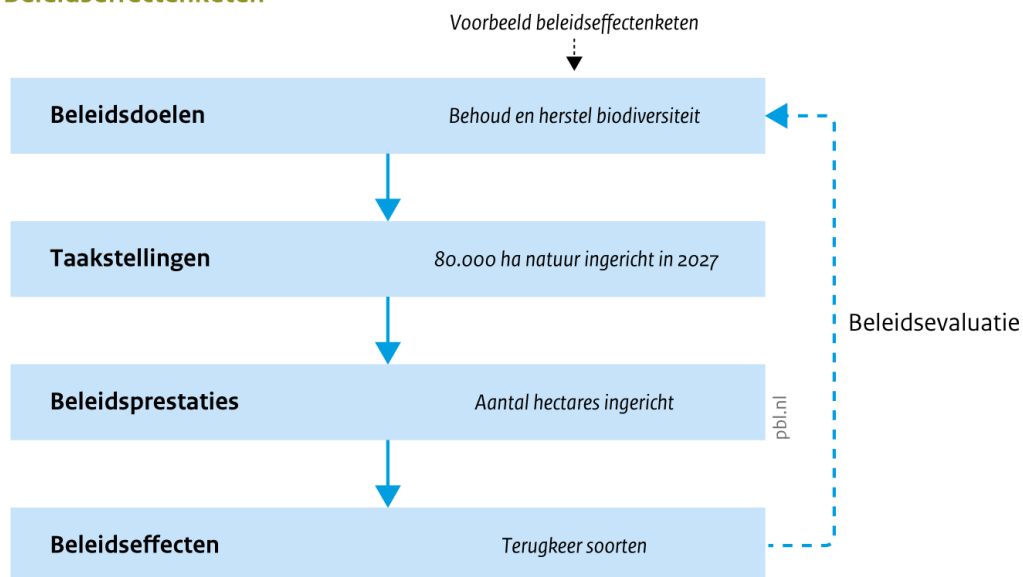 Beleidseffectenketen
Voorbeeld beleidseffectenketen
Beleidsdoelen
Behoud en herstel biodiversiteit
Taakstellingen
80.000 ha natuur ingericht in 2027
Beleidsevaluatie
Beleidsprestaties
Aantal hectares ingericht
pbl.nl
Beleidseffecten
Terugkeer soorten